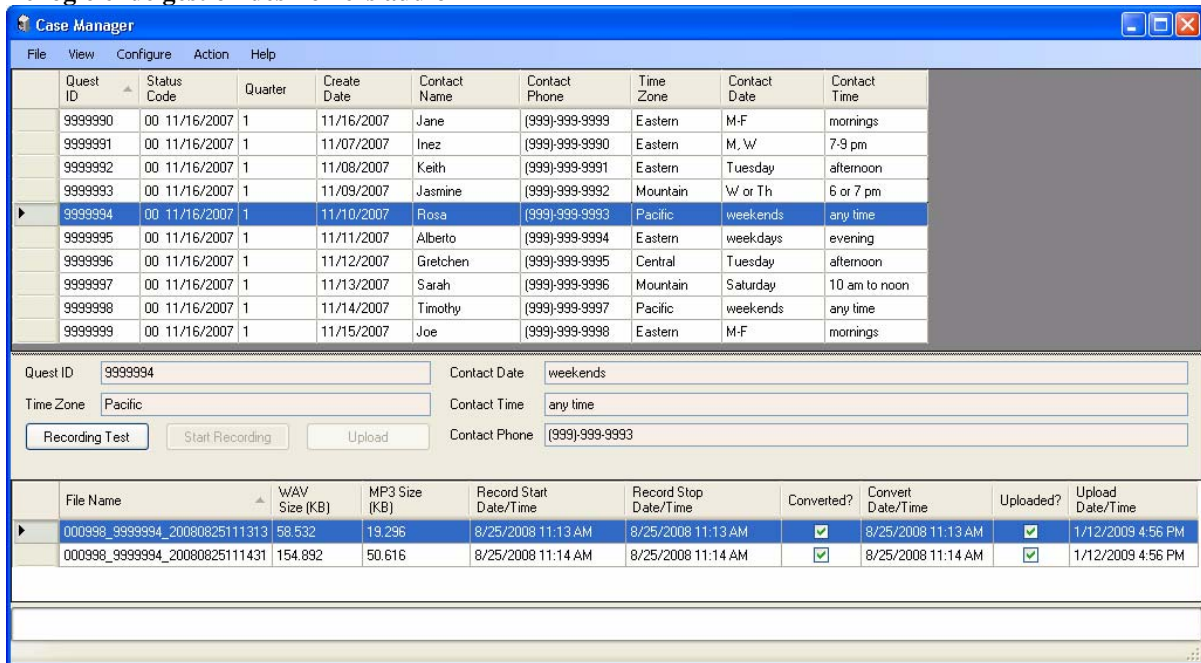 Case Manager
File View Configure Action Help
Quest ID Status Code Quarter Create Date Contact Name Contact Phone Time Zone Contact Date Contact Time
9999990 00 11/16/2007 1 11/16/2007 Jane (999)-999-9999 Eastern M-F mornings
9999991 00 11/16/2007 1 11/07/2007 Inez (999)-999-9990 Eastern M, W 7-9 pm
9999992 00 11/16/2007 1 11/08/2007 Keith (999)-999-9991 Eastern Tuesday afternoon
9999993 00 11/16/2007 1 11/09/2007 Jasmine (999)-999-9992 Mountain W or Th 6 or 7 pm
9999994 00 11/16/2007 1 11/10/2007 Rosa (999)-999-9993 Pacific weekends any time
9999995 00 11/16/2007 1 11/11/2007 Alberto (999)-999-9994 Eastern weekdays evening
9999996 00 11/16/2007 1 11/12/2007 Gretchen (999)-999-9995 Central Tuesday afternoon
9999997 00 11/16/2007 1 11/13/2007 Sarah (999)-999-9996 Mountain Saturday 10 am to noon
9999998 00 11/16/2007 1 11/14/2007 Timothy (999)-999-9997 Pacific weekends any time
9999999 00 11/16/2007 1 11/15/2007 Joe (999)-999-9998 Eastern M-F mornings
Quest ID 9999994 Contact Date weekends
Time Zone Pacific Contact Time any time
Recording Test Start Recording Upload Contact Phone (999)-999-9993
File Name WAV Size (KB) MP3 Size (KB) Record Start Date/Time Record Stop Date/Time Converted? Convert Date/Time Uploaded? Upload Date/Time
000998_9999994_20080825111313 58.532 19.296 8/25/2008 11:13 AM 8/25/2008 11:13 AM 8/25/2008 11:13 AM 1/12/2009 4:56 PM
000998_9999994_20080825111431 154.892 50.616 8/25/2008 11:14 AM 8/25/2008 11:14 AM 8/25/2008 11:14 AM 1/12/2009 4:56 PM